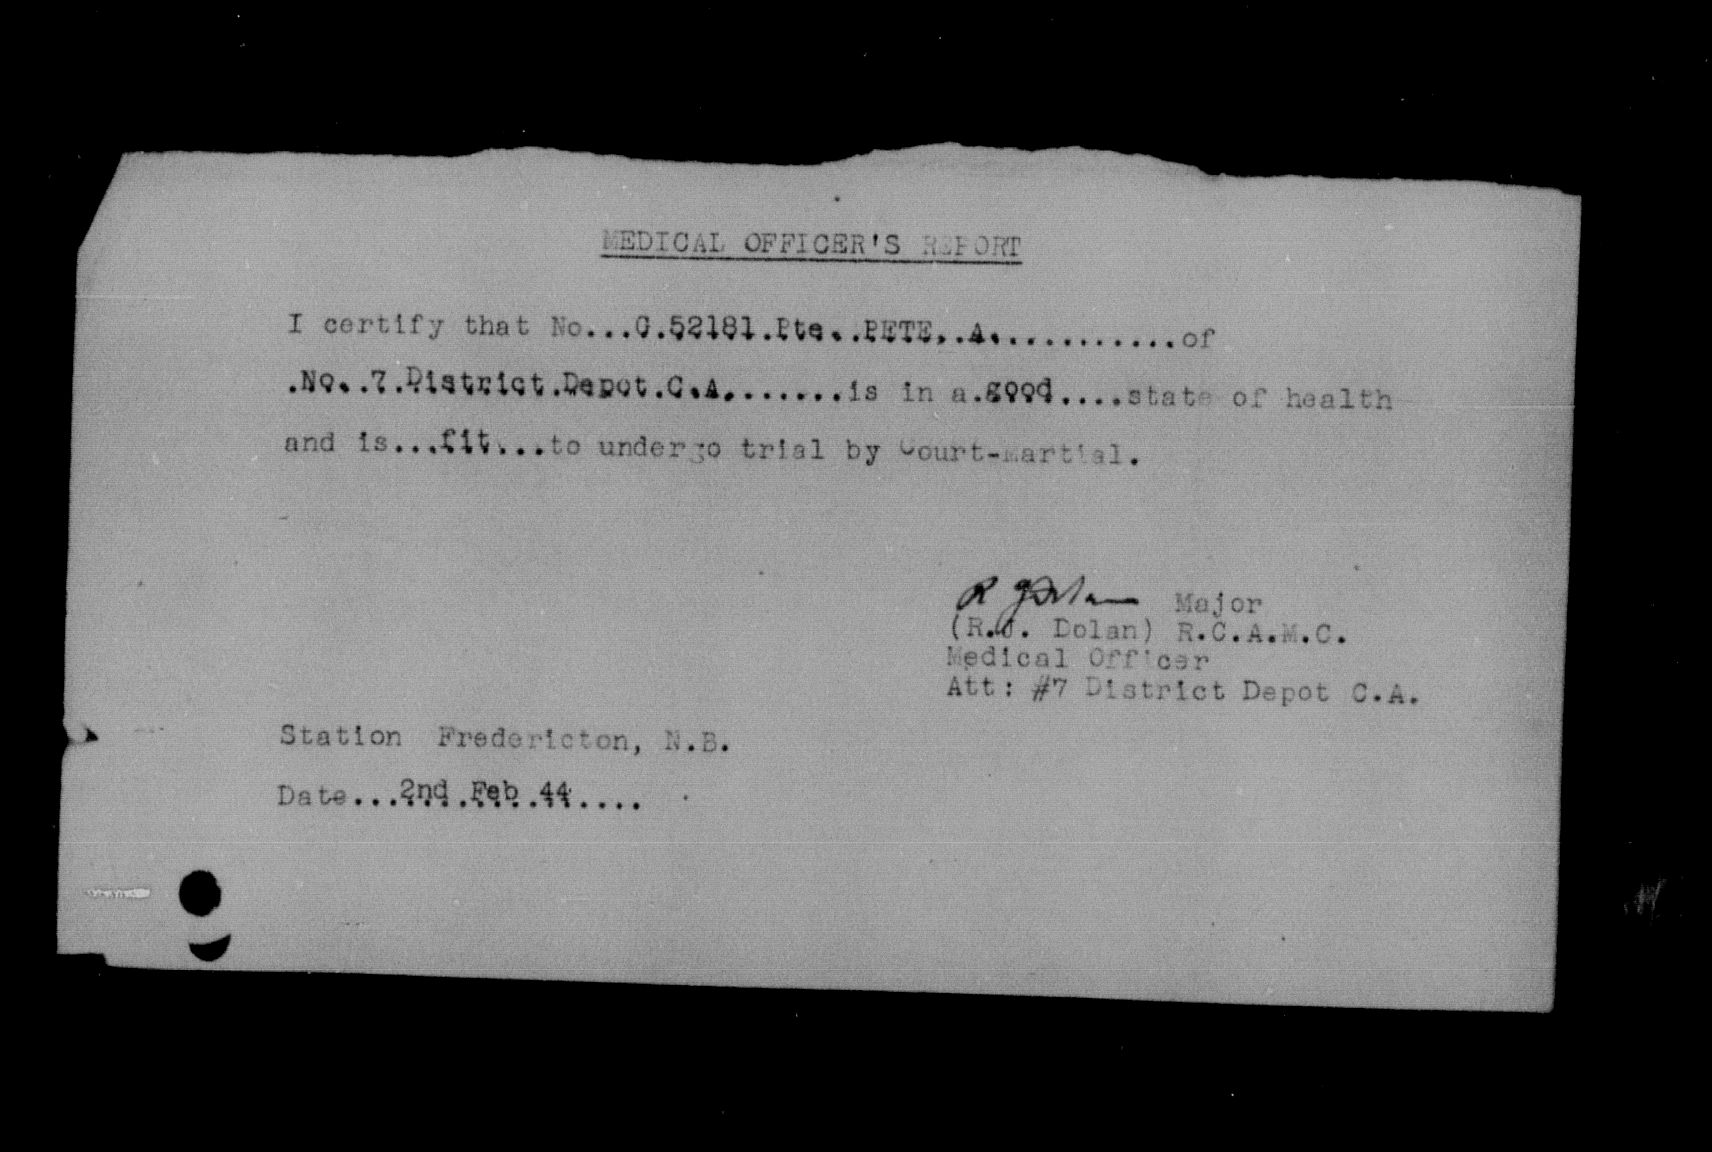 MEDICAL OFFICER'S REPORT
I certify that No...C.52181.Pte..PETE,.A............of
.No..7.District.Depot.C.A.......is in a.good....state of health
and is...fit....to undergo trial by Court-Martial.
R J Dolan Major
(R.J. Dolan) R.C.A.M.C.
Medical Officer
Att: #7 District Depot C.A.
Station Fredericton, N.B.
Date...2nd.Feb.44....